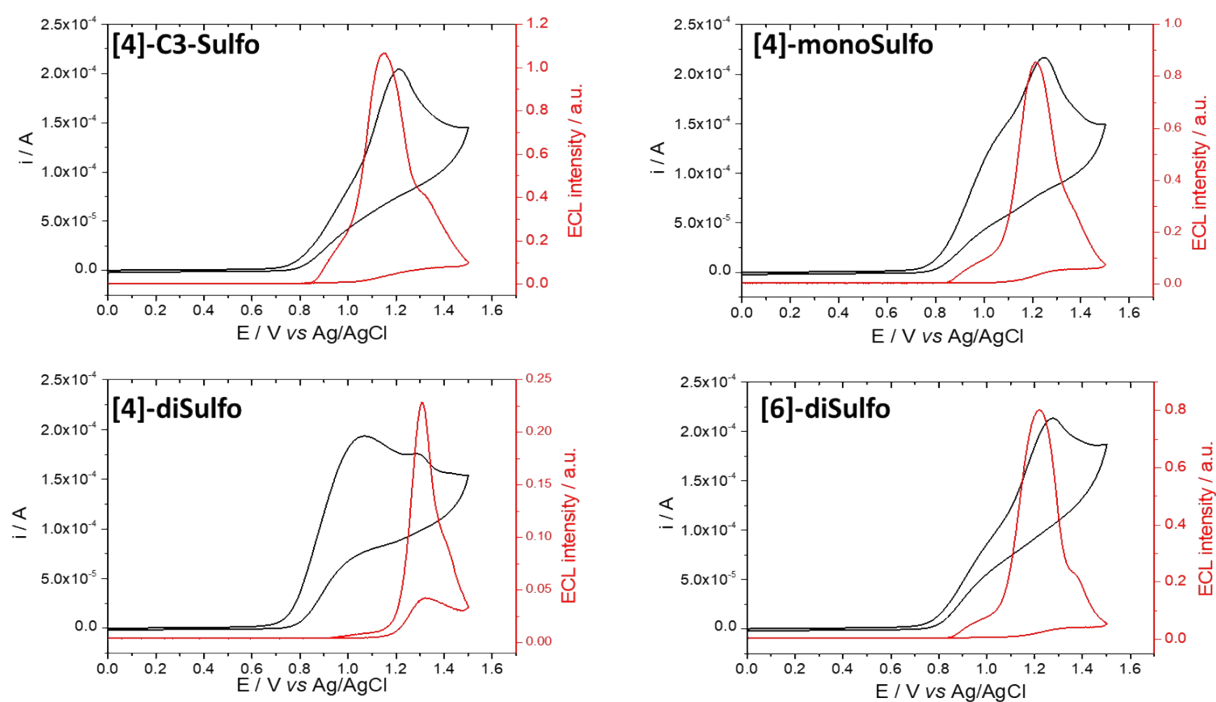 [4]-C3-Sulfo
2.5x10⁻⁴
2.0x10⁻⁴
1.5x10⁻⁴
1.0x10⁻⁴
5.0x10⁻⁵
0.0
i / A
0.0 0.2 0.4 0.6 0.8 1.0 1.2 1.4 1.6
E / V vs Ag/AgCl
1.2
1.0
0.8
0.6
0.4
0.2
0.0
ECL intensity / a.u.
[4]-monoSulfo
2.5x10⁻⁴
2.0x10⁻⁴
1.5x10⁻⁴
1.0x10⁻⁴
5.0x10⁻⁵
0.0
i / A
0.0 0.2 0.4 0.6 0.8 1.0 1.2 1.4 1.6
E / V vs Ag/AgCl
1.0
0.8
0.6
0.4
0.2
0.0
ECL intensity / a.u.
[4]-diSulfo
2.5x10⁻⁴
2.0x10⁻⁴
1.5x10⁻⁴
1.0x10⁻⁴
5.0x10⁻⁵
0.0
i / A
0.0 0.2 0.4 0.6 0.8 1.0 1.2 1.4 1.6
E / V vs Ag/AgCl
0.25
0.20
0.15
0.10
0.05
0.00
ECL intensity / a.u.
[6]-diSulfo
2.5x10⁻⁴
2.0x10⁻⁴
1.5x10⁻⁴
1.0x10⁻⁴
5.0x10⁻⁵
0.0
i / A
0.0 0.2 0.4 0.6 0.8 1.0 1.2 1.4 1.6
E / V vs Ag/AgCl
0.8
0.6
0.4
0.2
0.0
ECL intensity / a.u.